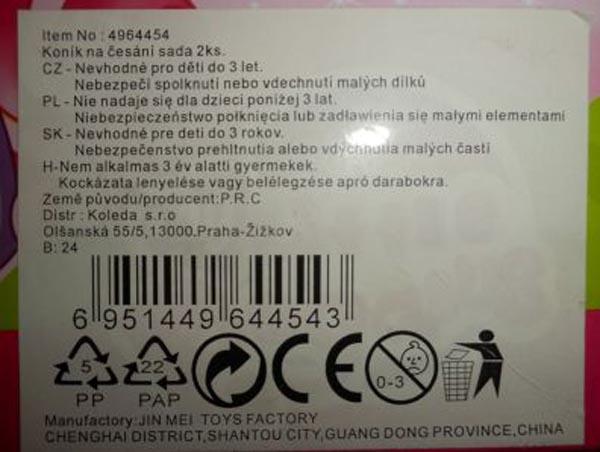 Item No : 4964454
Koník na česání sada 2ks.
CZ - Nevhodné pro děti do 3 let.
Nebezpečí spolknutí nebo vdechnutí malých dílků
PL - Nie nadaje się dla dzieci poniżej 3 lat.
Niebezpieczeństwo połknięcia lub zadławienia się małymi elementami
SK - Nevhodné pre deti do 3 rokov.
Nebezpečenstvo prehltnutia alebo vdýchnutia malých častí
H-Nem alkalmas 3 év alatti gyermekek.
Kockázata lenyelése vagy belélegzése apró darabokra.
Země původu/producent:P.R.C
Distr : Koleda s.r.o
Olšanská 55/5,13000.Praha-Žižkov
B: 24
6 951449 644543
5 22 CE 0-3
PP PAP
Manufactory:JIN MEI TOYS FACTORY
CHENGHAI DISTRICT,SHANTOU CITY,GUANG DONG PROVINCE,CHINA